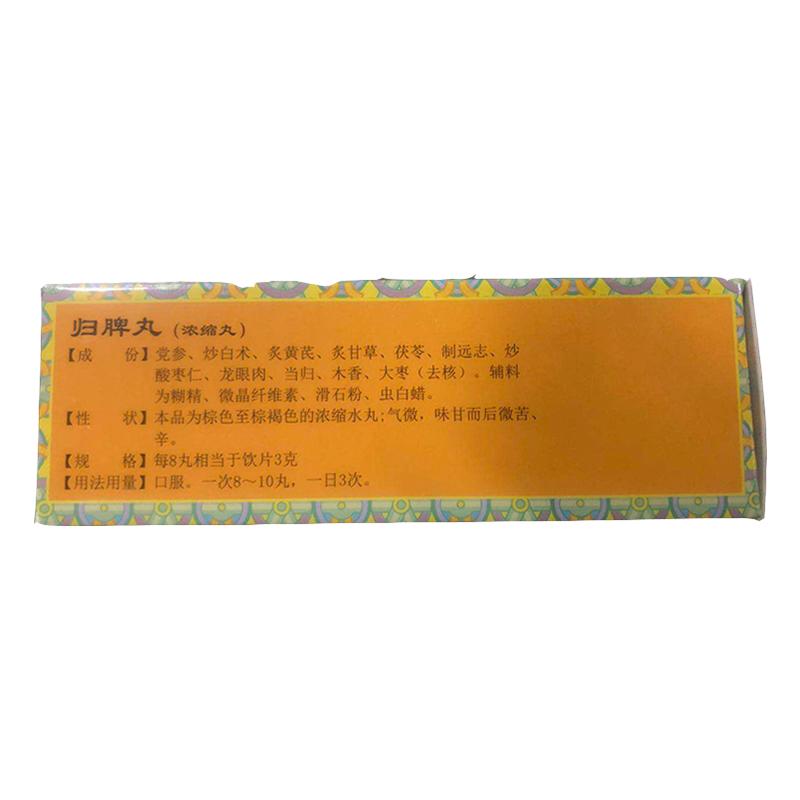 归脾丸（浓缩丸）
【成　份】党参、炒白术、炙黄芪、炙甘草、茯苓、制远志、炒
酸枣仁、龙眼肉、当归、木香、大枣（去核）。辅料
为糊精、微晶纤维素、滑石粉、虫白蜡。
【性　状】本品为棕色至棕褐色的浓缩水丸;气微，味甘而后微苦、
辛。
【规　格】每8丸相当于饮片3克
【用法用量】口服。一次8～10丸，一日3次。